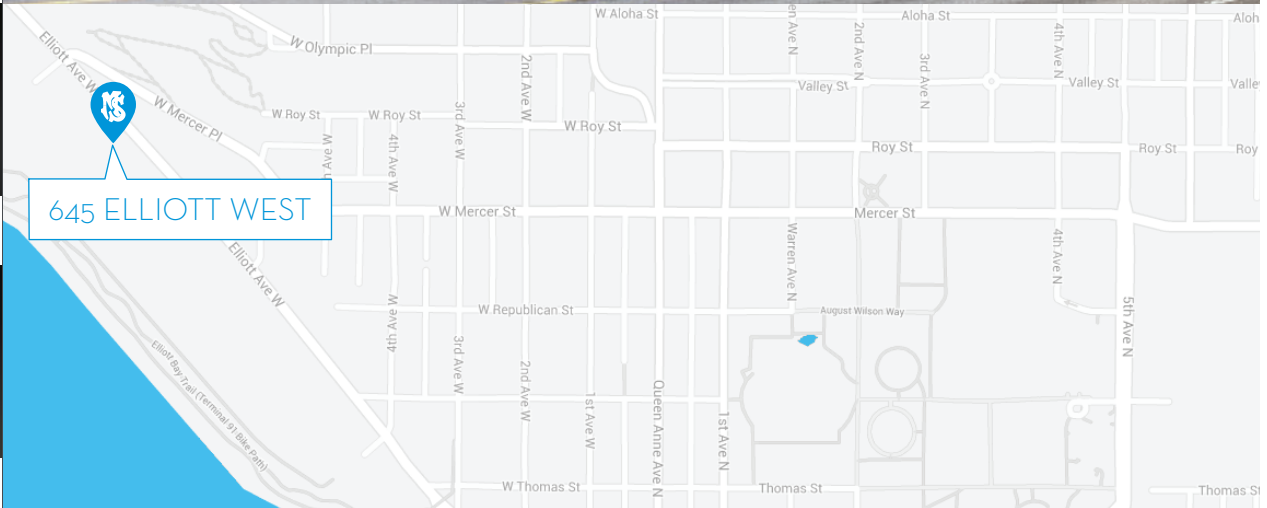 W Aloha St
en Ave N
Aloha St
Aloh
Elliott Ave W
W Olympic Pl
2nd Ave W
2nd Ave N
3rd Ave N
4th Ave N
Valley St
Valley St
Valle
W Mercer Pl
W Roy St
W Roy St
3rd Ave W
W Roy St
4th Ave W
h Ave W
Roy St
Roy St
Roy
645 ELLIOTT WEST
W Mercer St
Mercer St
Elliott Ave W
Warren Ave N
4th Ave N
W Republican St
August Wilson Way
4th Ave W
5th Ave N
Elliott Bay Trail (Terminal 91 Bike Path)
3rd Ave W
2nd Ave W
1st Ave W
Queen Anne Ave N
1st Ave N
W Thomas St
Thomas St
Thomas St